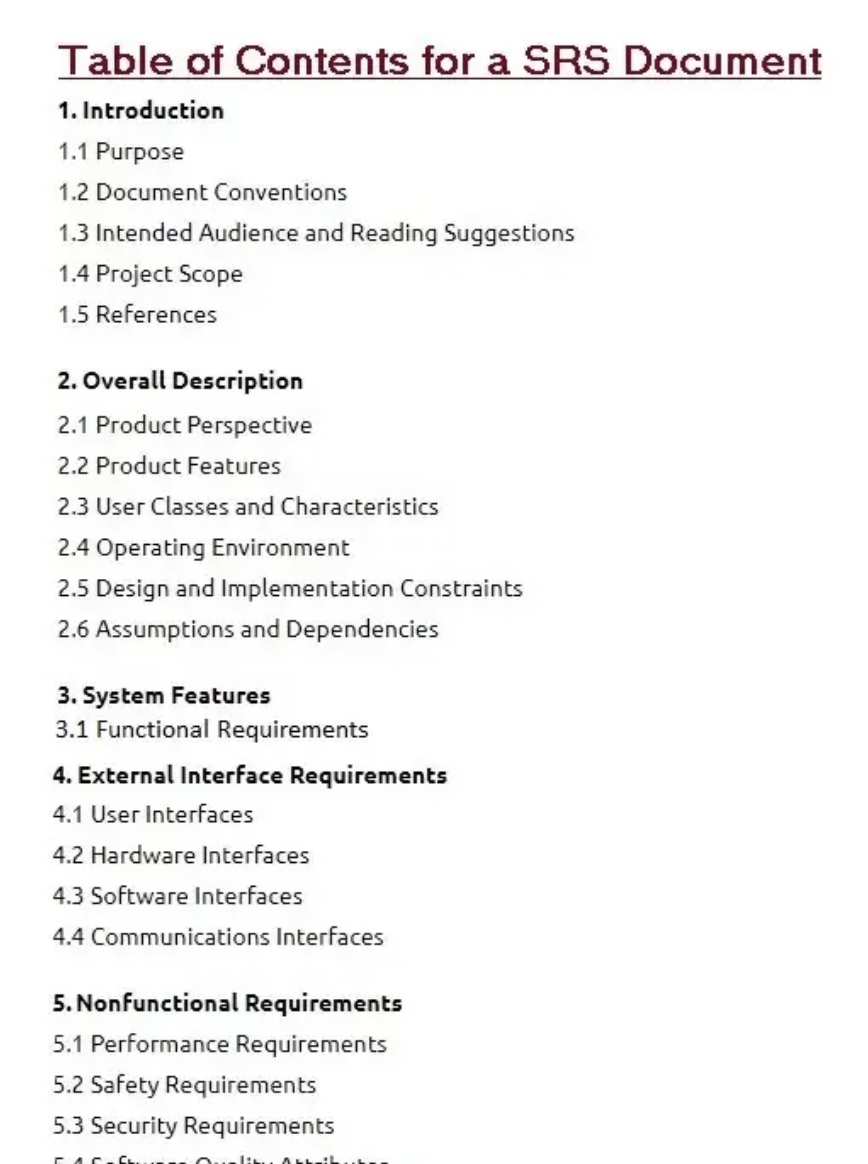 Table of Contents for a SRS Document
1. Introduction
1.1 Purpose
1.2 Document Conventions
1.3 Intended Audience and Reading Suggestions
1.4 Project Scope
1.5 References
2. Overall Description
2.1 Product Perspective
2.2 Product Features
2.3 User Classes and Characteristics
2.4 Operating Environment
2.5 Design and Implementation Constraints
2.6 Assumptions and Dependencies
3. System Features
3.1 Functional Requirements
4. External Interface Requirements
4.1 User Interfaces
4.2 Hardware Interfaces
4.3 Software Interfaces
4.4 Communications Interfaces
5. Nonfunctional Requirements
5.1 Performance Requirements
5.2 Safety Requirements
5.3 Security Requirements
5.4 Software Quality Attributes